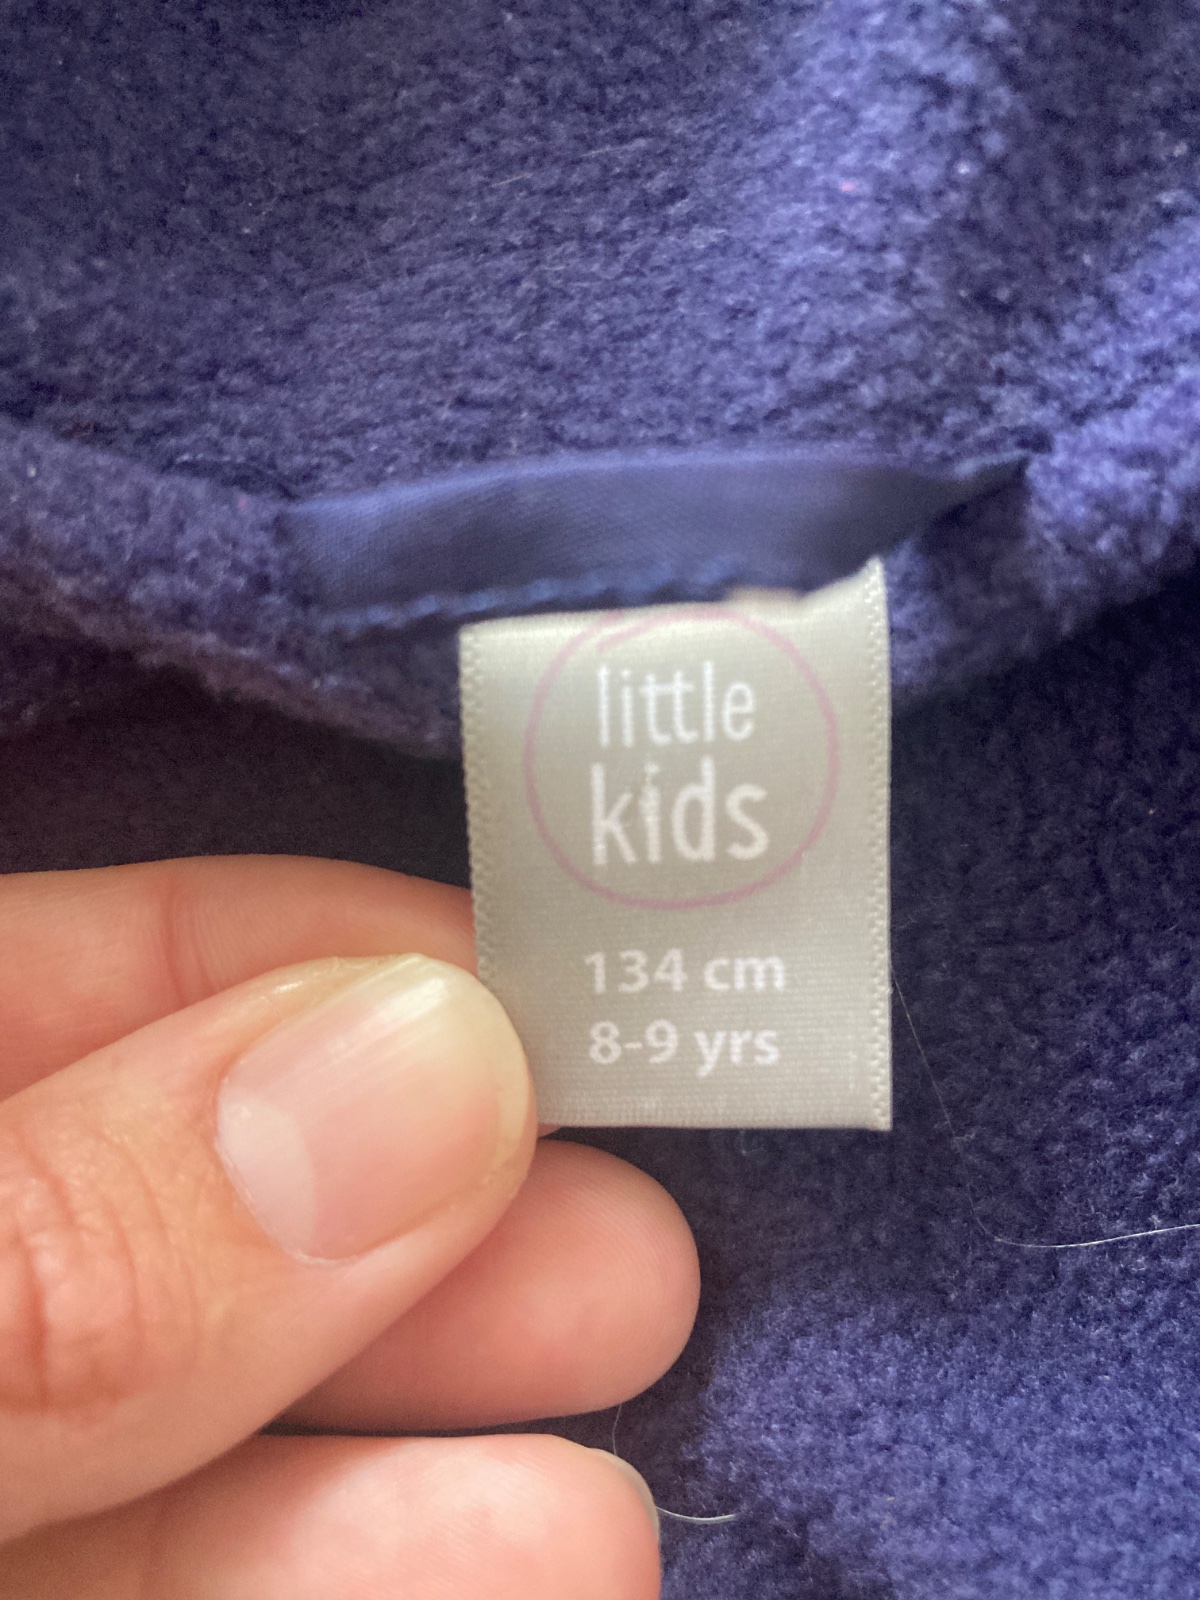 little
kids
134 cm
8-9 yrs